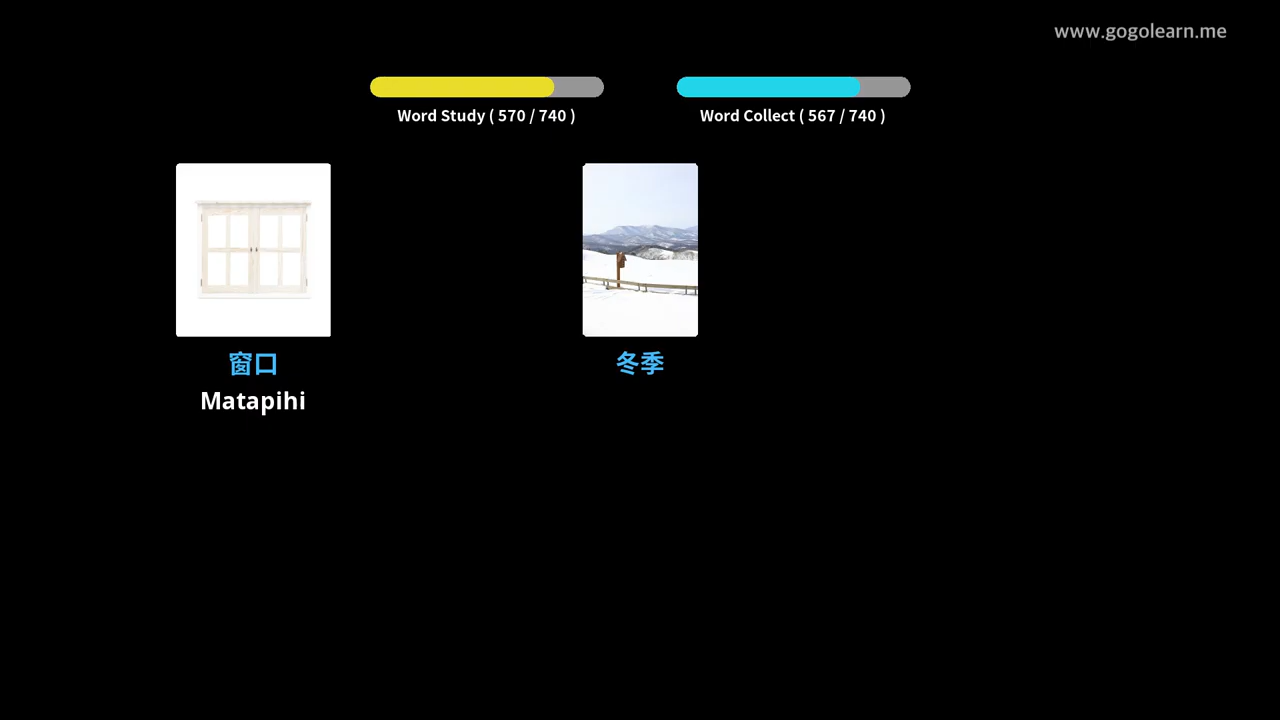 www.gogolearn.me
Word Study ( 570 / 740 )
Word Collect ( 567 / 740 )
窗口
Matapihi
冬季